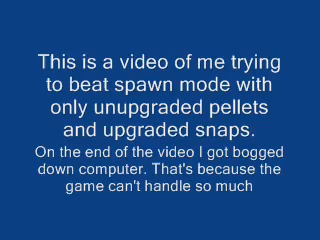 This is a video of me trying
to beat spawn mode with
only unupgraded pellets
and upgraded snaps.
On the end of the video I got bogged
down computer. That's because the
game can't handle so much